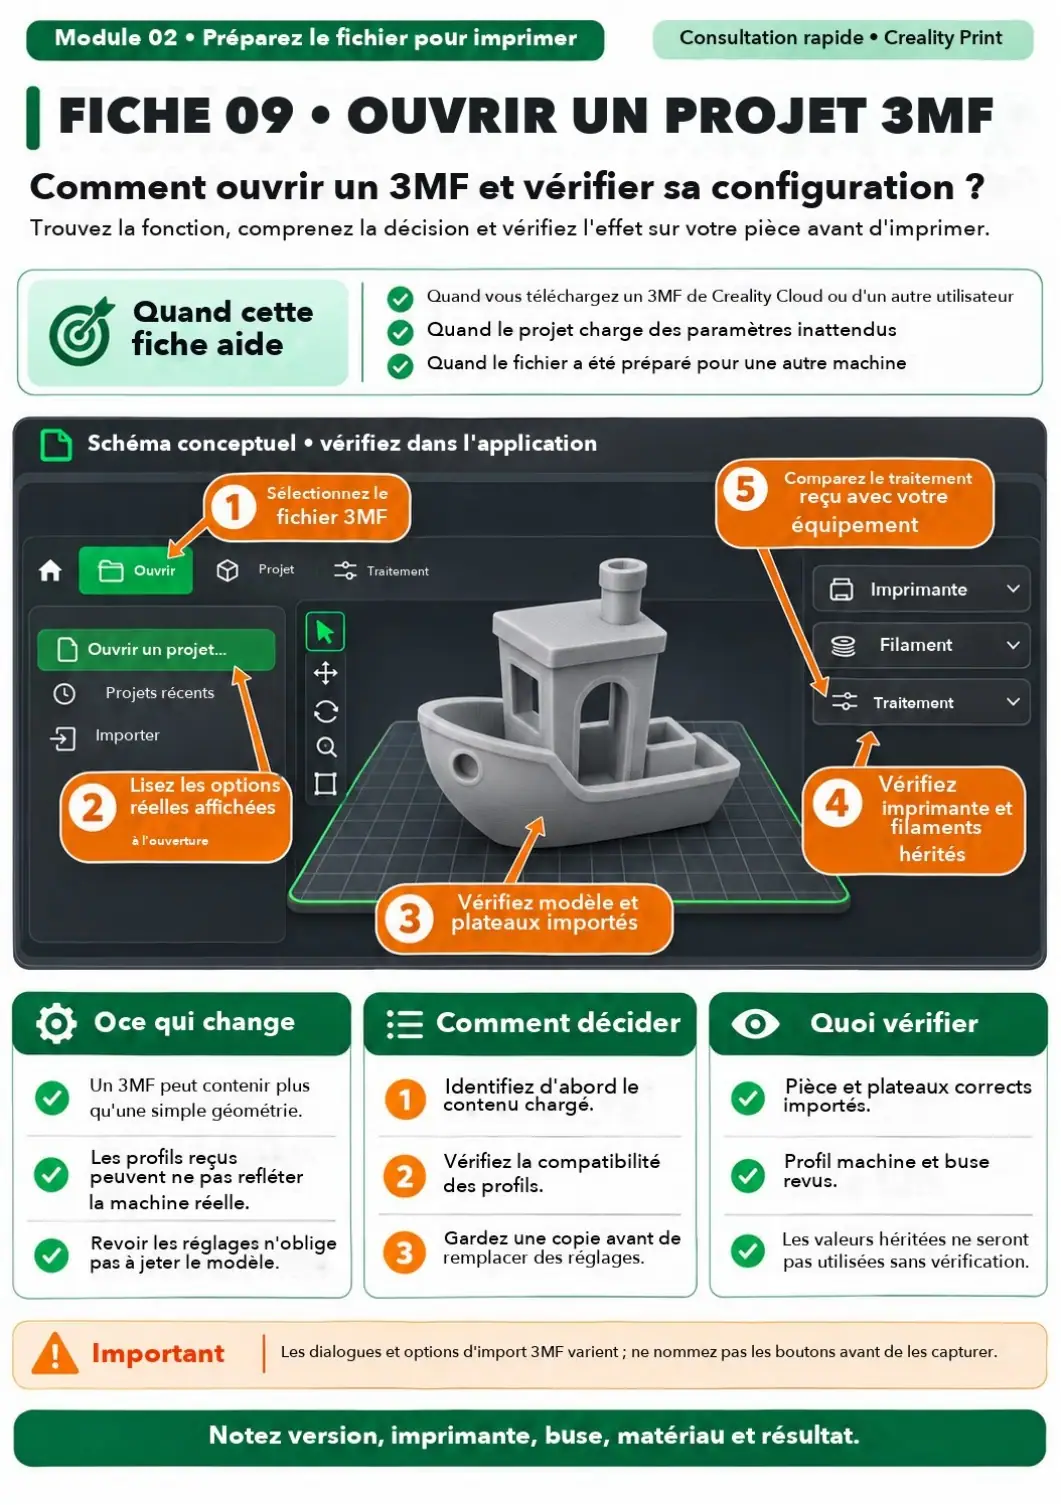 Module 02 • Préparez le fichier pour imprimer
Consultation rapide • Creality Print
FICHE 09 • OUVRIR UN PROJET 3MF
Comment ouvrir un 3MF et vérifier sa configuration ?
Trouvez la fonction, comprenez la décision et vérifiez l'effet sur votre pièce avant d'imprimer.
Quand cette
fiche aide
Quand vous téléchargez un 3MF de Creality Cloud ou d'un autre utilisateur
Quand le projet charge des paramètres inattendus
Quand le fichier a été préparé pour une autre machine
Schéma conceptuel • vérifiez dans l'application
1
Sélectionnez le
fichier 3MF
5
Comparez le traitement
reçu avec votre
équipement
Ouvrir
Projet
Traitement
Imprimante
Filament
Traitement
Ouvrir un projet...
Projets récents
Importer
2
Lisez les options
réelles affichées
à l'ouverture
4
Vérifiez
imprimante et
filaments
hérités
3
Vérifiez modèle et
plateaux importés
Oce qui change
Un 3MF peut contenir plus
qu'une simple géométrie.
Les profils reçus
peuvent ne pas refléter
la machine réelle.
Revoir les réglages n'oblige
pas à jeter le modèle.
Comment décider
1
Identifiez d'abord le
contenu chargé.
2
Vérifiez la compatibilité
des profils.
3
Gardez une copie avant de
remplacer des réglages.
Quoi vérifier
Pièce et plateaux corrects
importés.
Profil machine et buse
revus.
Les valeurs héritées ne seront
pas utilisées sans vérification.
Important
Les dialogues et options d'import 3MF varient ; ne nommez pas les boutons avant de les capturer.
Notez version, imprimante, buse, matériau et résultat.